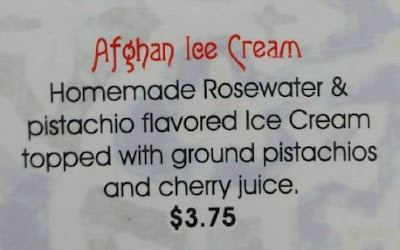 Afghan Ice Cream
Homemade Rosewater &
pistachio flavored Ice Cream
topped with ground pistachios
and cherry juice.
$3.75